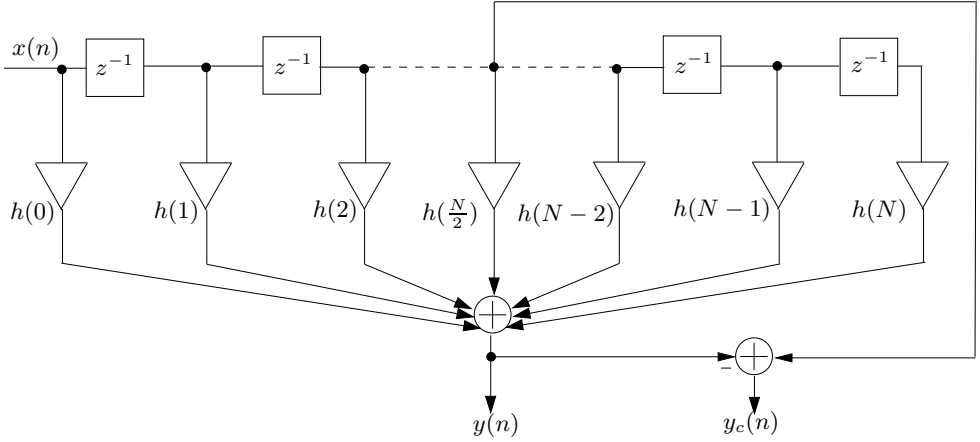 x(n)
z⁻¹ z⁻¹ z⁻¹ z⁻¹
h(0) h(1) h(2) h(N/2) h(N − 2) h(N − 1) h(N)
−
y(n) y_c(n)